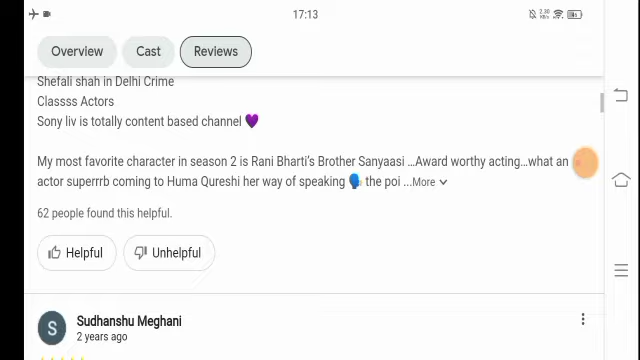 17:13
2.30
KB/s
Overview Cast Reviews
Shefali shah in Delhi Crime
Classss Actors
Sony liv is totally content based channel 💜
My most favorite character in season 2 is Rani Bharti's Brother Sanyaasi ...Award worthy acting...what an
actor superrrb coming to Huma Qureshi her way of speaking 🗣 the poi ...More
62 people found this helpful.
Helpful Unhelpful
S
Sudhanshu Meghani
2 years ago